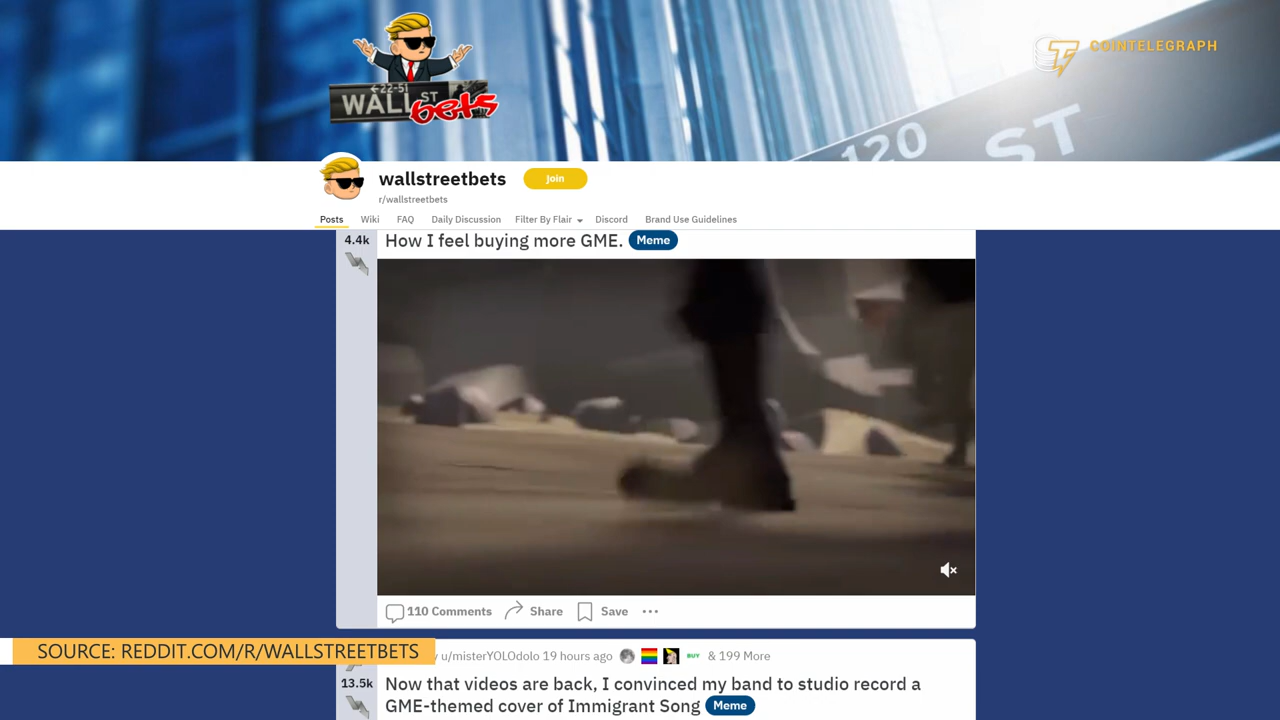 COINTELEGRAPH
←22-51
WALL ST
bets
120 ST
wallstreetbets
Join
r/wallstreetbets
Posts Wiki FAQ Daily Discussion Filter By Flair Discord Brand Use Guidelines
4.4k
How I feel buying more GME. Meme
110 Comments Share Save •••
SOURCE: REDDIT.COM/R/WALLSTREETBETS
u/misterYOLOdolo 19 hours ago BUY & 199 More
13.5k
Now that videos are back, I convinced my band to studio record a
GME-themed cover of Immigrant Song Meme